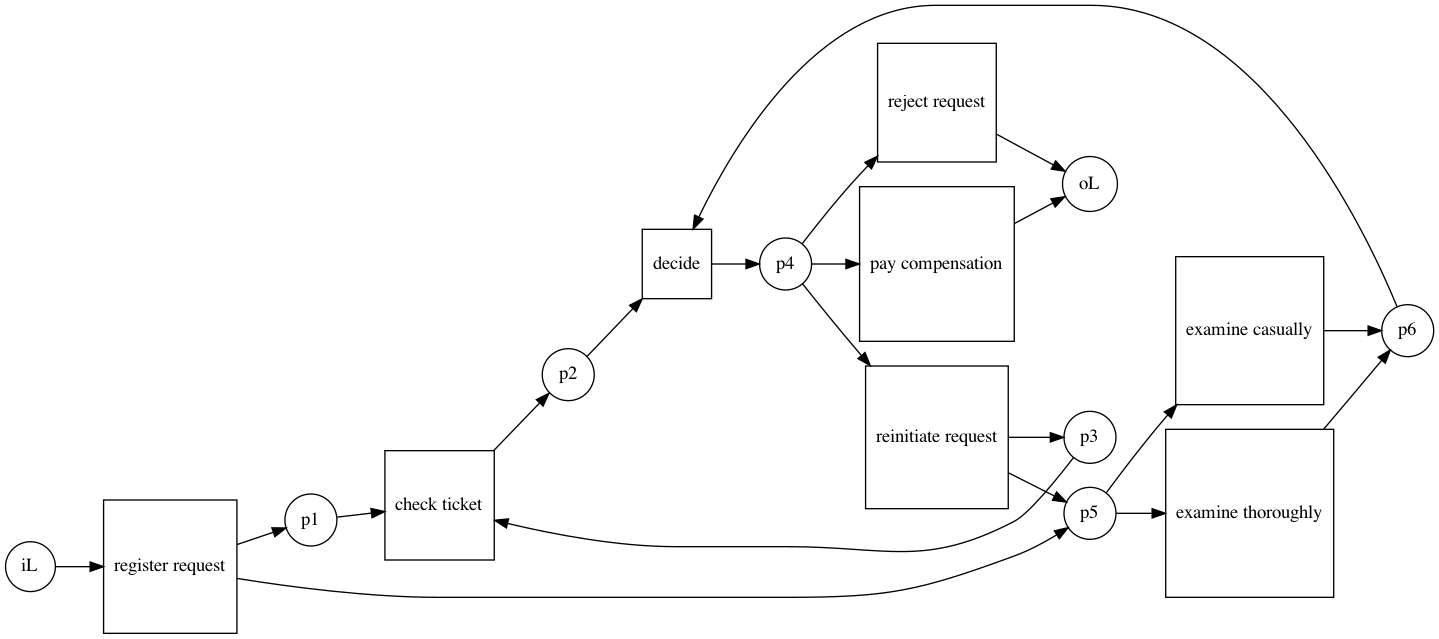 reject request
oL
decide
p4
pay compensation
examine casually
p6
p2
reinitiate request
p3
check ticket
p1
p5
examine thoroughly
iL
register request